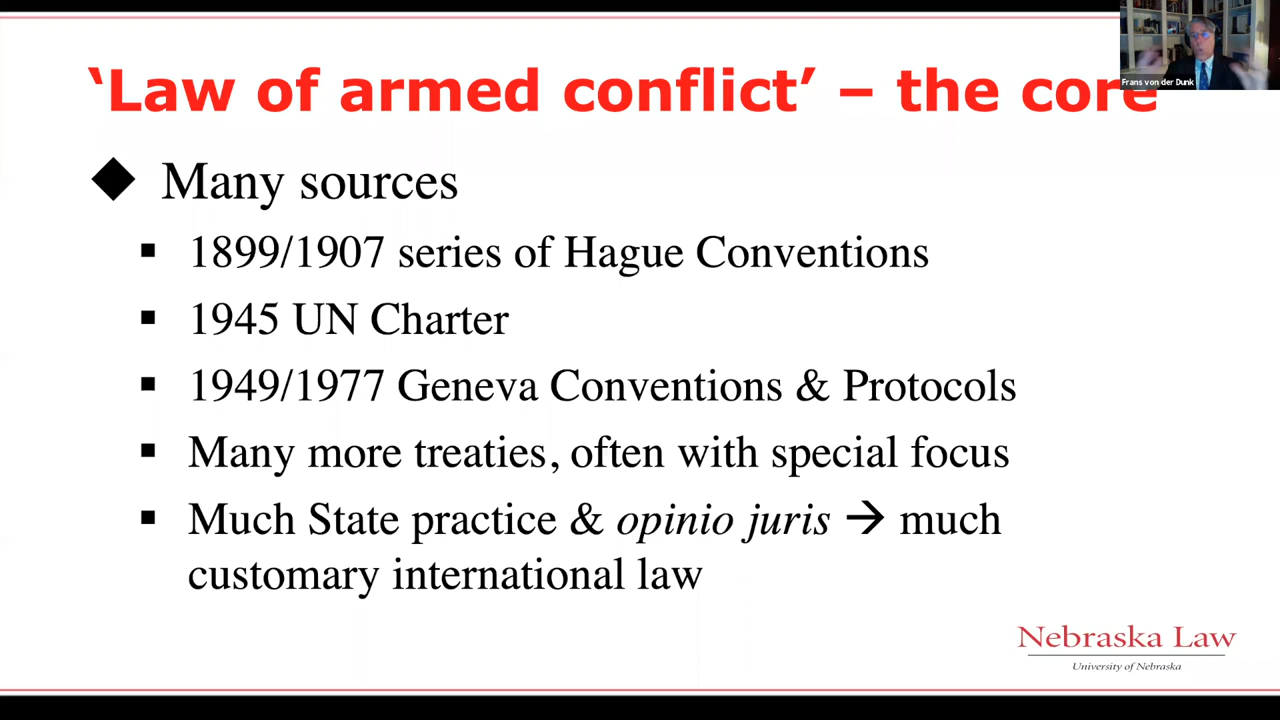 ‘Law of armed conflict’ – the core
Frans von der Dunk
◆ Many sources
▪ 1899/1907 series of Hague Conventions
▪ 1945 UN Charter
▪ 1949/1977 Geneva Conventions & Protocols
▪ Many more treaties, often with special focus
▪ Much State practice & opinio juris → much
customary international law
Nebraska Law
University of Nebraska